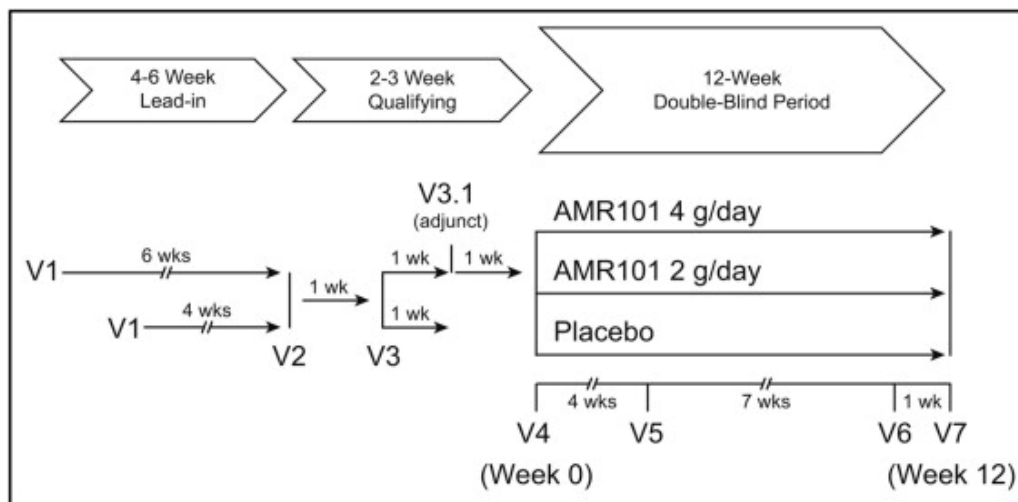 4-6 Week
Lead-in
2-3 Week
Qualifying
12-Week
Double-Blind Period
V3.1
(adjunct)
AMR101 4 g/day
V1
6 wks
1 wk
1 wk
1 wk
AMR101 2 g/day
V1
4 wks
1 wk
Placebo
V2
V3
4 wks
7 wks
1 wk
V4
V5
V6
V7
(Week 0)
(Week 12)